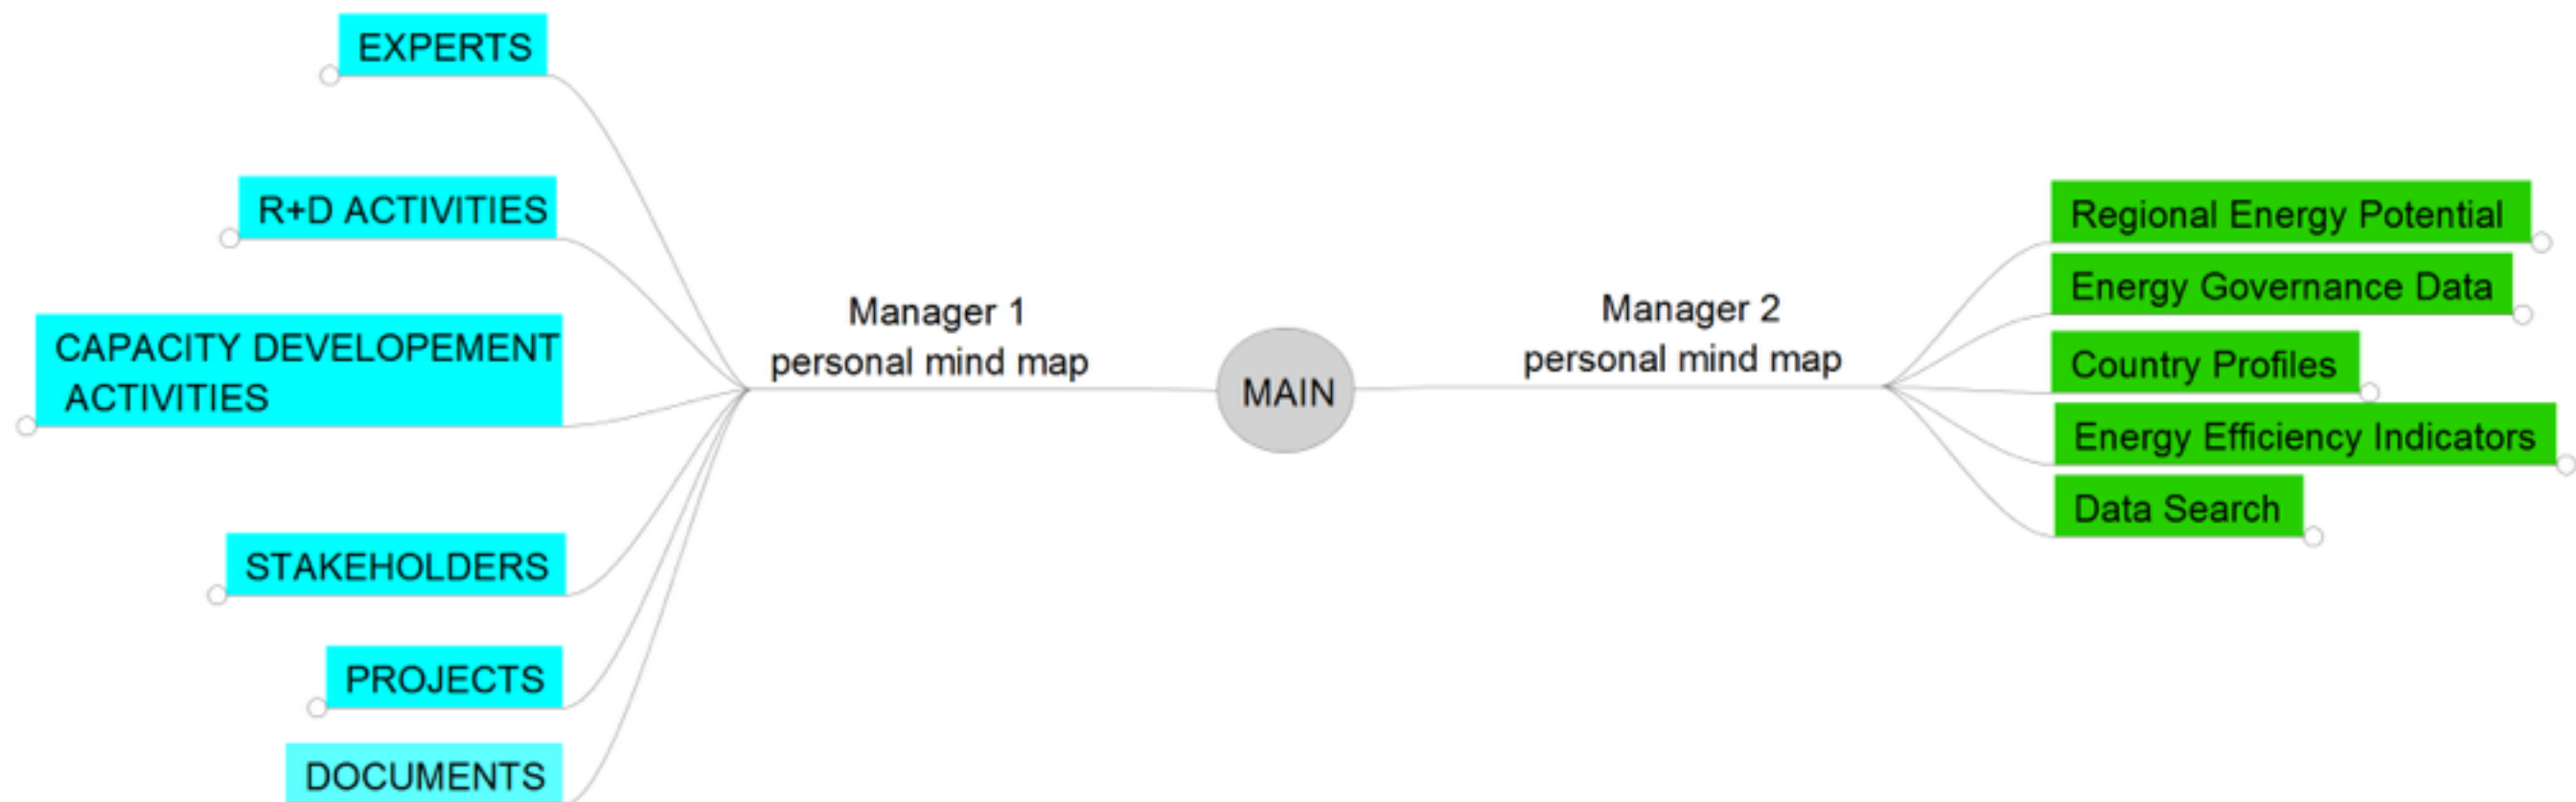 EXPERTS
R+D ACTIVITIES
CAPACITY DEVELOPEMENT
ACTIVITIES
STAKEHOLDERS
PROJECTS
DOCUMENTS
Manager 1
personal mind map
MAIN
Manager 2
personal mind map
Regional Energy Potential
Energy Governance Data
Country Profiles
Energy Efficiency Indicators
Data Search